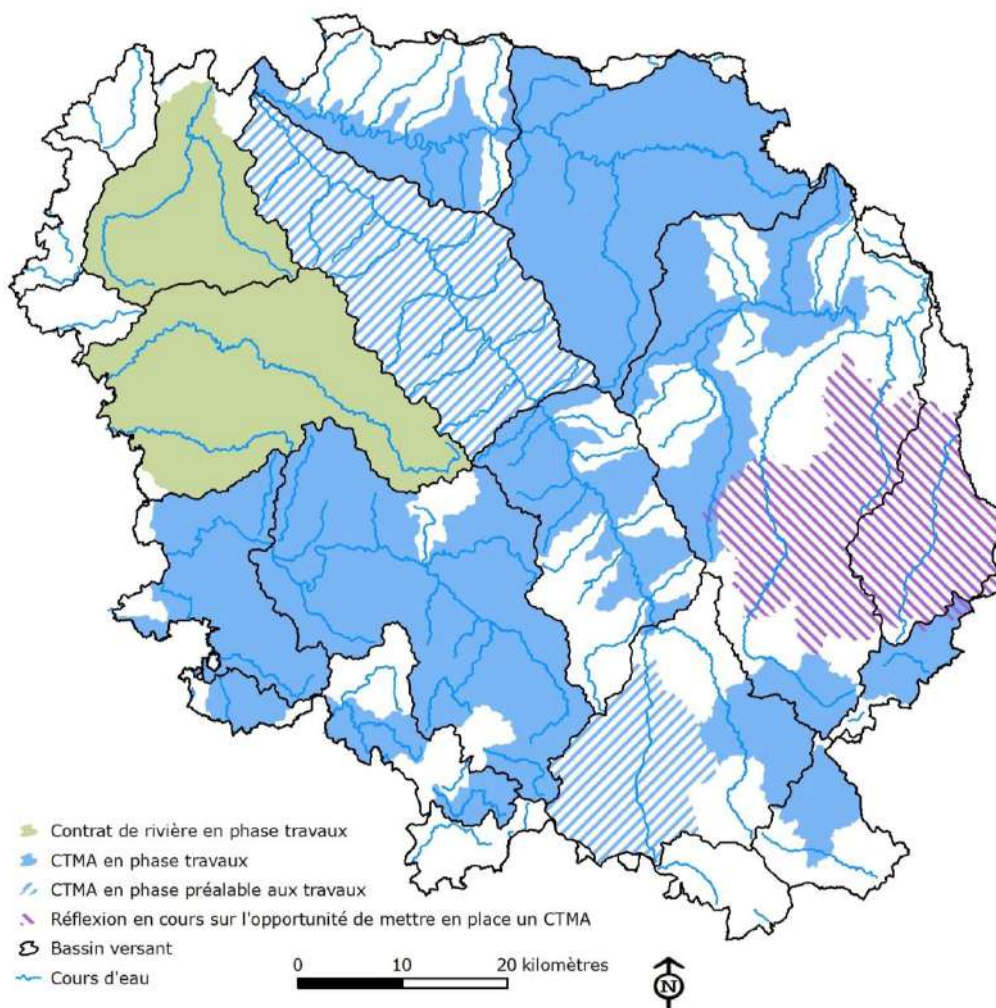 Contrat de rivière en phase travaux
CTMA en phase travaux
CTMA en phase préalable aux travaux
Réflexion en cours sur l'opportunité de mettre en place un CTMA
Bassin versant
Cours d'eau
0 10 20 kilomètres
N